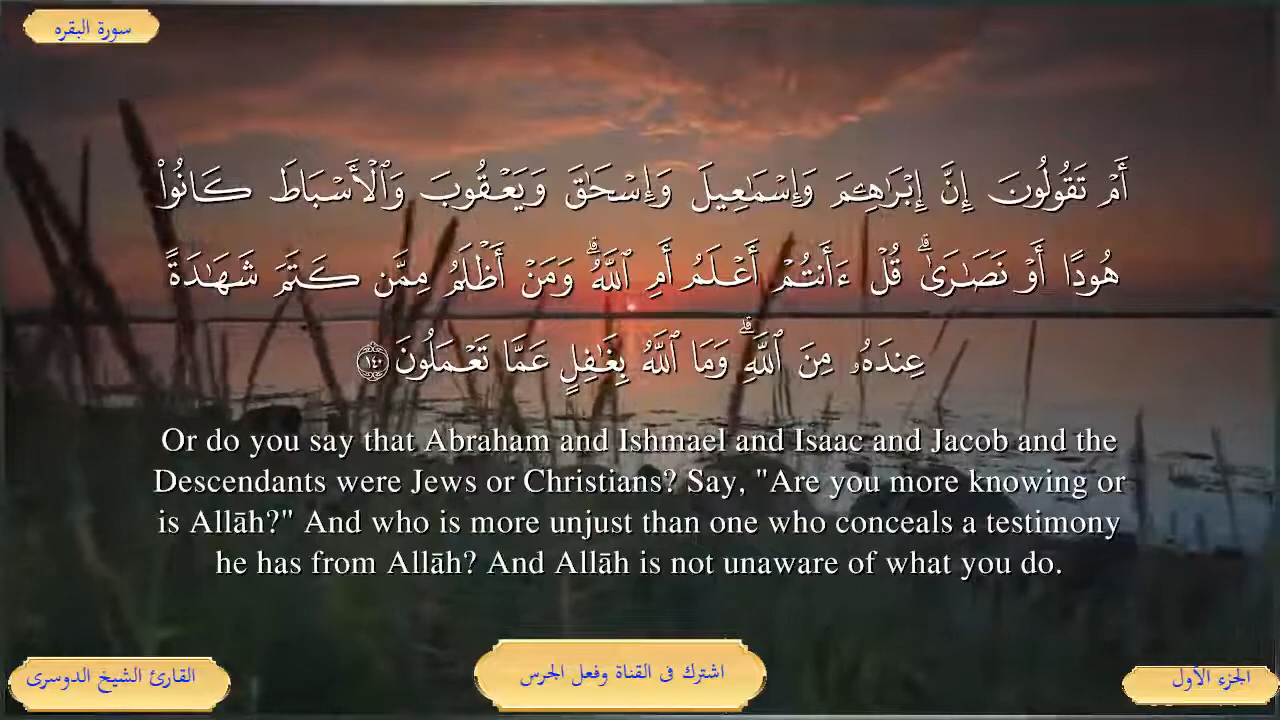 سورة البقره
أَمْ تَقُولُونَ إِنَّ إِبْرَٰهِـۧمَ وَإِسْمَـٰعِيلَ وَإِسْحَـٰقَ وَيَعْقُوبَ وَٱلْأَسْبَاطَ كَانُوا۟
هُودًا أَوْ نَصَـٰرَىٰ ۗ قُلْ ءَأَنتُمْ أَعْلَمُ أَمِ ٱللَّهُ ۗ وَمَنْ أَظْلَمُ مِمَّن كَتَمَ شَهَـٰدَةً
عِندَهُۥ مِنَ ٱللَّهِ ۗ وَمَا ٱللَّهُ بِغَـٰفِلٍ عَمَّا تَعْمَلُونَ ١٤٠
Or do you say that Abraham and Ishmael and Isaac and Jacob and the
Descendants were Jews or Christians? Say, "Are you more knowing or
is Allāh?" And who is more unjust than one who conceals a testimony
he has from Allāh? And Allāh is not unaware of what you do.
الجزء الأول
اشترك فى القناة وفعل الجرس
القارئ الشيخ الدوسرى